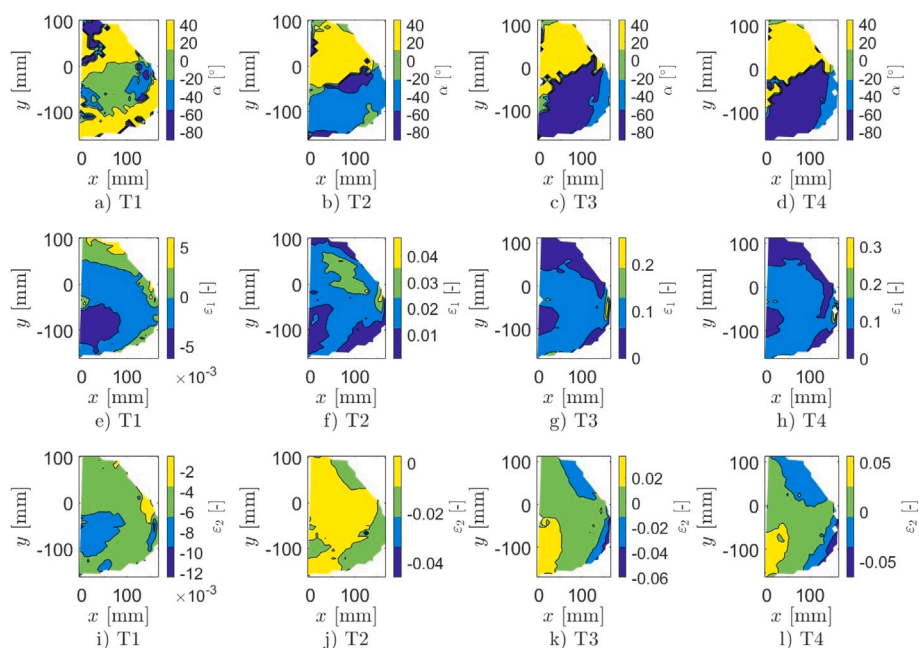 100 0 -100 y [mm] 0 100 x [mm] 40 20 0 -20 -40 -60 -80 α [°]
a) T1
100 0 -100 y [mm] 0 100 x [mm] 40 20 0 -20 -40 -60 -80 α [°]
b) T2
100 0 -100 y [mm] 0 100 x [mm] 40 20 0 -20 -40 -60 -80 α [°]
c) T3
100 0 -100 y [mm] 0 100 x [mm] 40 20 0 -20 -40 -60 -80 α [°]
d) T4
100 0 -100 y [mm] 0 100 x [mm] 5 0 -5 ×10⁻³ ε₁ [-]
e) T1
100 0 -100 y [mm] 0 100 x [mm] 0.04 0.03 0.02 0.01 ε₁ [-]
f) T2
100 0 -100 y [mm] 0 100 x [mm] 0.2 0.1 0 ε₁ [-]
g) T3
100 0 -100 y [mm] 0 100 x [mm] 0.3 0.2 0.1 0 ε₁ [-]
h) T4
100 0 -100 y [mm] 0 100 x [mm] -2 -4 -6 -8 -10 -12 ×10⁻³ ε₂ [-]
i) T1
100 0 -100 y [mm] 0 100 x [mm] 0 -0.02 -0.04 ε₂ [-]
j) T2
100 0 -100 y [mm] 0 100 x [mm] 0.02 0 -0.02 -0.04 -0.06 ε₂ [-]
k) T3
100 0 -100 y [mm] 0 100 x [mm] 0.05 0 -0.05 ε₂ [-]
l) T4